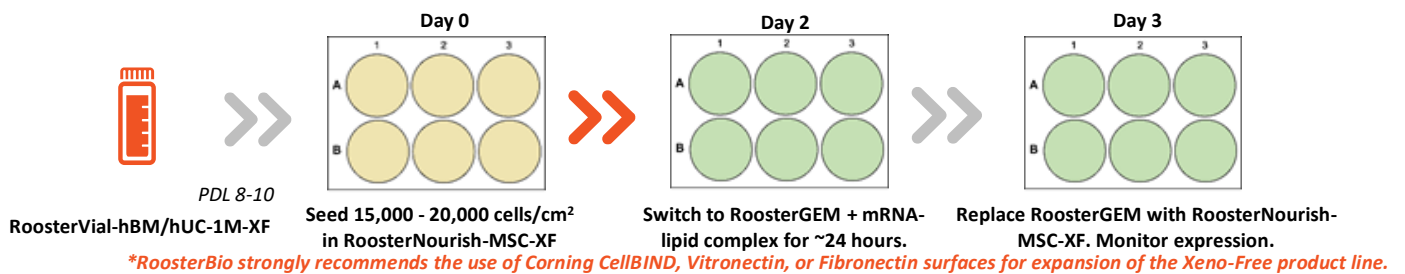 Day 0
Day 2
Day 3
1 2 3
A
B
1 2 3
A
B
1 2 3
A
B
PDL 8-10
RoosterVial-hBM/hUC-1M-XF
Seed 15,000 - 20,000 cells/cm²
in RoosterNourish-MSC-XF
Switch to RoosterGEM + mRNA-
lipid complex for ~24 hours.
Replace RoosterGEM with RoosterNourish-
MSC-XF. Monitor expression.
*RoosterBio strongly recommends the use of Corning CellBIND, Vitronectin, or Fibronectin surfaces for expansion of the Xeno-Free product line.